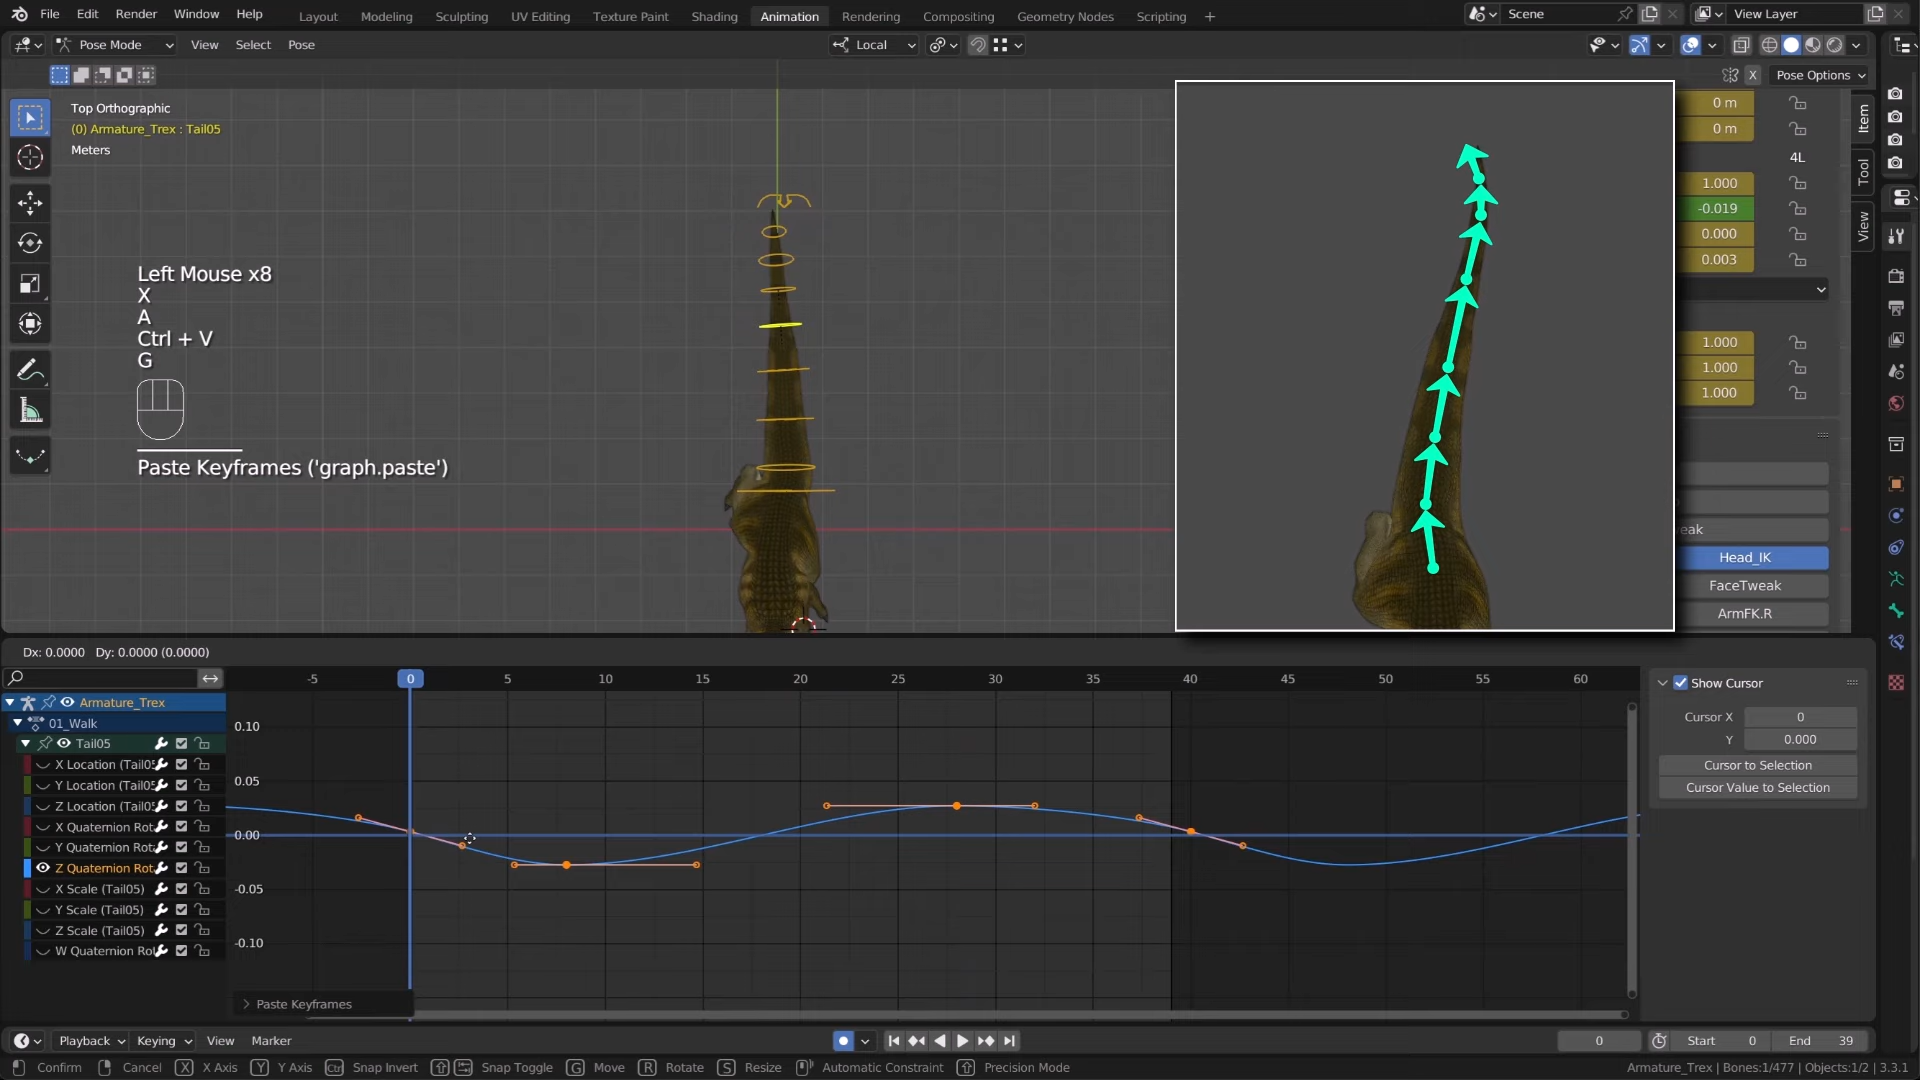 File Edit Render Window Help
Layout Modeling Sculpting UV Editing Texture Paint Shading Animation Rendering Compositing Geometry Nodes Scripting +
Scene
View Layer
Pose Mode View Select Pose
Local
X Pose Options
Top Orthographic
(0) Armature_Trex : Tail05
Meters
Left Mouse x8
X
A
Ctrl + V
G
Paste Keyframes ('graph.paste')
0 m
0 m
4L
1.000
-0.019
0.000
0.003
1.000
1.000
1.000
eak
Head_IK
FaceTweak
ArmFK.R
Item
Tool
View
Dx: 0.0000 Dy: 0.0000 (0.0000)
-5 0 5 10 15 20 25 30 35 40 45 50 55 60
Armature_Trex
01_Walk
Tail05
X Location (Tail05
Y Location (Tail05
Z Location (Tail05
X Quaternion Rot
Y Quaternion Rot
Z Quaternion Rot
X Scale (Tail05)
Y Scale (Tail05)
Z Scale (Tail05)
W Quaternion Rot
0.10
0.05
0.00
-0.05
-0.10
Show Cursor
Cursor X 0
Y 0.000
Cursor to Selection
Cursor Value to Selection
Paste Keyframes
Playback Keying View Marker
0 Start 0 End 39
Confirm Cancel X X Axis Y Y Axis Ctrl Snap Invert Snap Toggle G Move R Rotate S Resize Automatic Constraint Precision Mode
Armature_Trex | Bones:1/477 | Objects:1/2 | 3.3.1